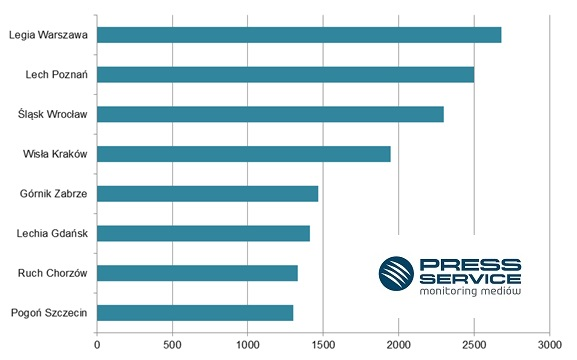 Legia Warszawa
Lech Poznań
Śląsk Wrocław
Wisła Kraków
Górnik Zabrze
Lechia Gdańsk
Ruch Chorzów
Pogoń Szczecin
PRESS
SERVICE
monitoring mediów
0 500 1000 1500 2000 2500 3000